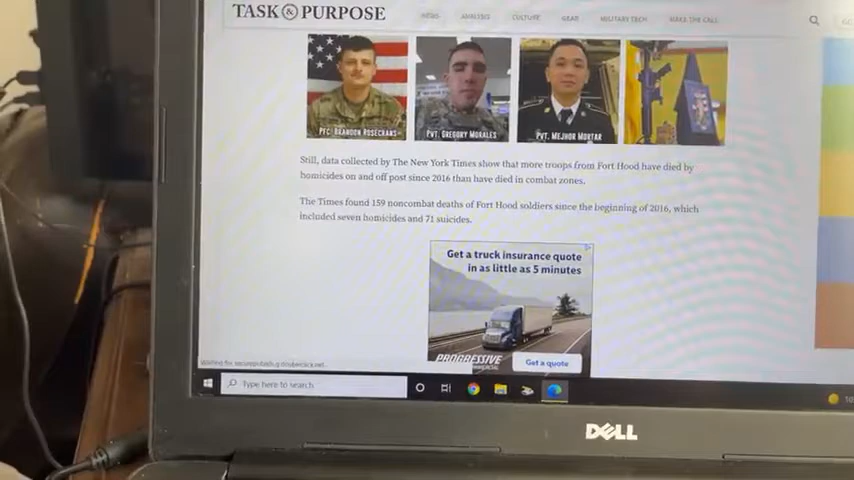 TASK & PURPOSE
NEWS ANALYSIS CULTURE GEAR MILITARY TECH MAKE THE CALL
PFC. BRANDON ROSECRANS
PVT. GREGORY MORALES
PVT. MEJHOR MORTAR
Still, data collected by The New York Times show that more troops from Fort Hood have died by
homicides on and off post since 2016 than have died in combat zones.
The Times found 159 noncombat deaths of Fort Hood soldiers since the beginning of 2016, which
included seven homicides and 71 suicides.
Get a truck insurance quote
in as little as 5 minutes
PROGRESSIVE
COMMERCIAL
Get a quote
Type here to search
DELL